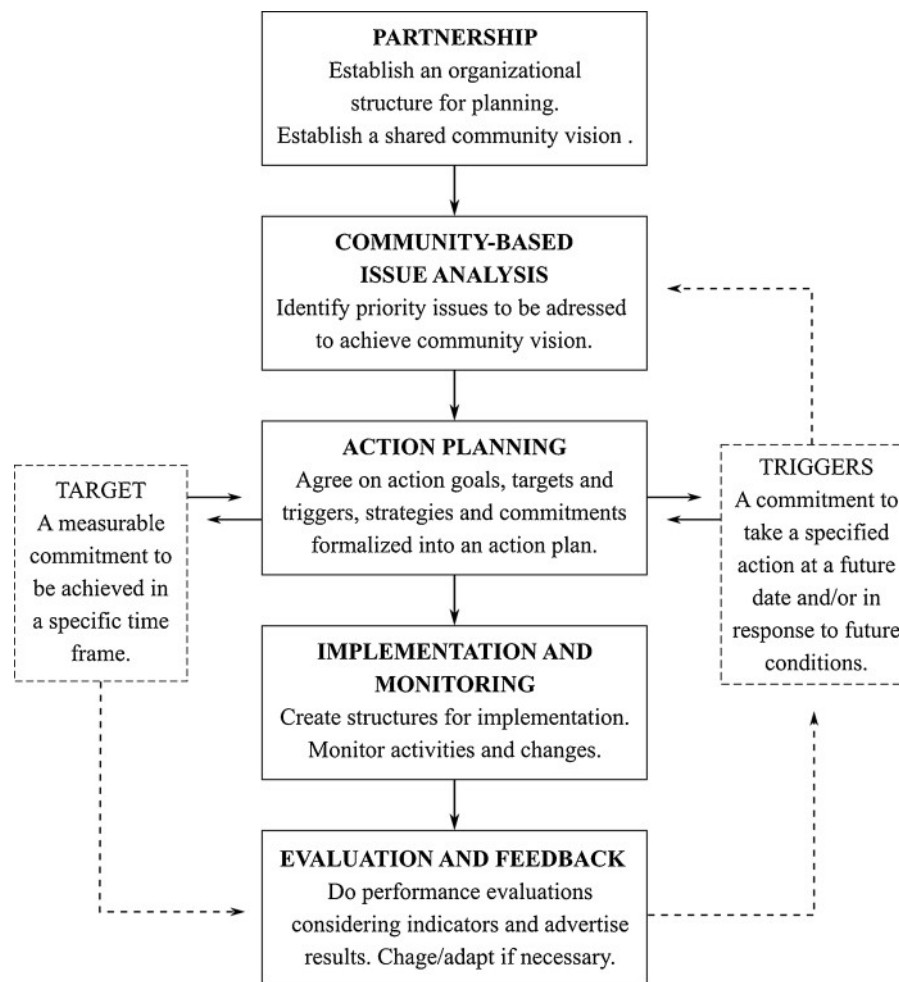 PARTNERSHIP
Establish an organizational
structure for planning.
Establish a shared community vision .
COMMUNITY-BASED
ISSUE ANALYSIS
Identify priority issues to be adressed
to achieve community vision.
ACTION PLANNING
Agree on action goals, targets and
triggers, strategies and commitments
formalized into an action plan.
TARGET
A measurable
commitment to
be achieved in
a specific time
frame.
TRIGGERS
A commitment to
take a specified
action at a future
date and/or in
response to future
conditions.
IMPLEMENTATION AND
MONITORING
Create structures for implementation.
Monitor activities and changes.
EVALUATION AND FEEDBACK
Do performance evaluations
considering indicators and advertise
results. Chage/adapt if necessary.